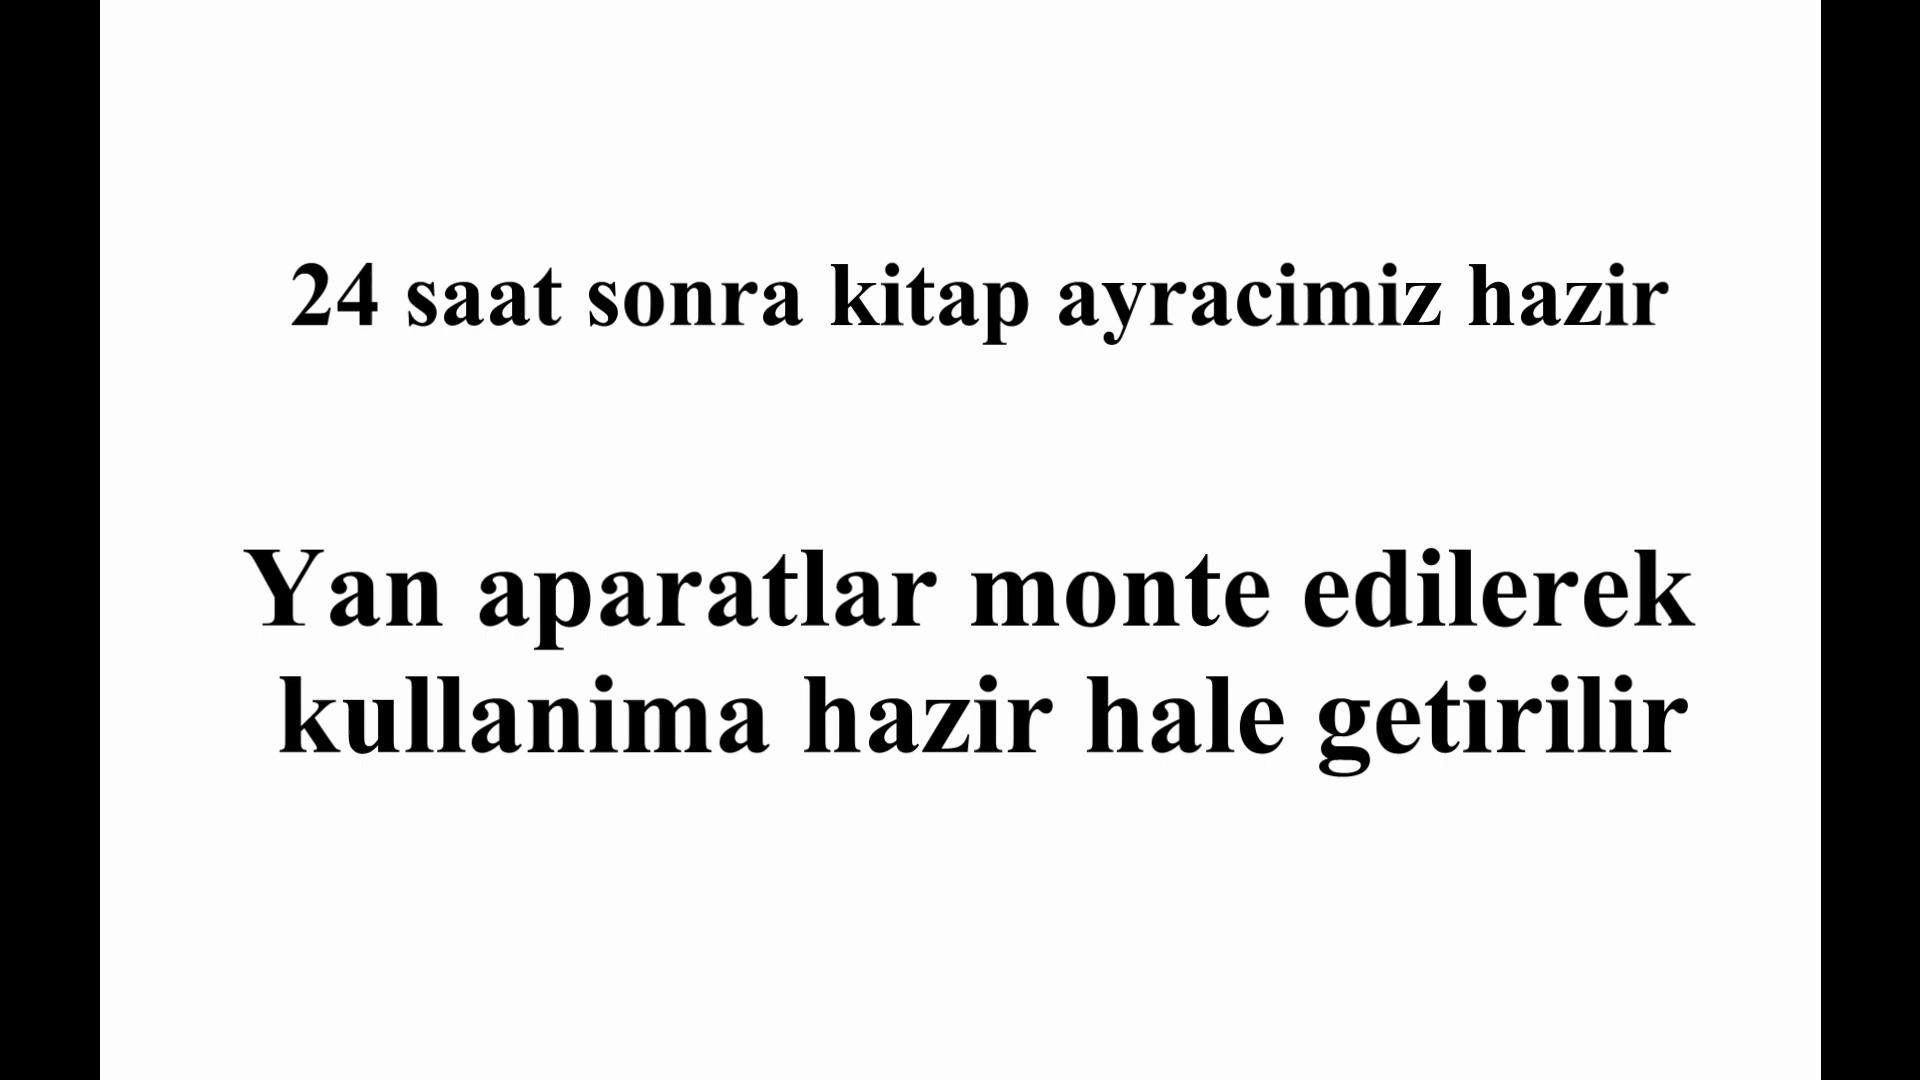 24 saat sonra kitap ayracimiz hazir
Yan aparatlar monte edilerek
kullanima hazir hale getirilir